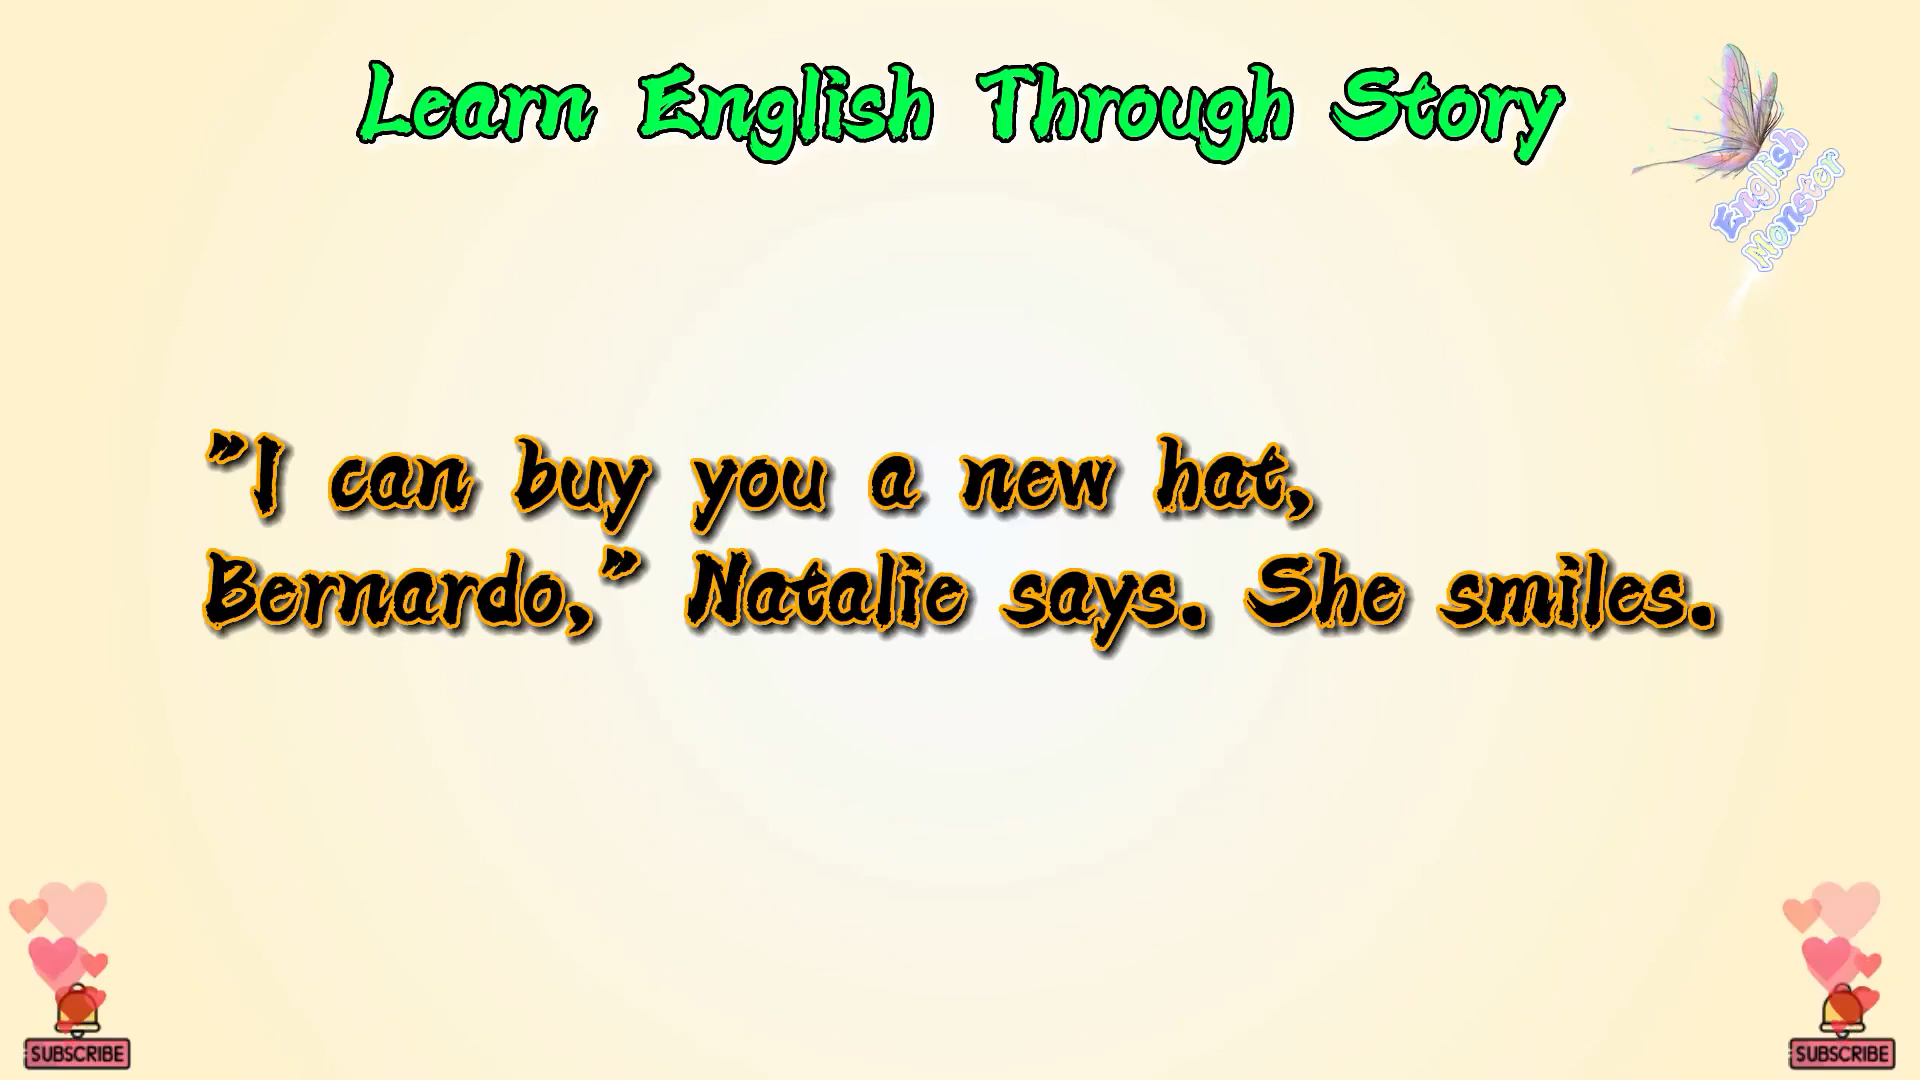 Learn English Through Story
English
Monster
"I can buy you a new hat,
Bernardo," Natalie says. She smiles.
SUBSCRIBE
SUBSCRIBE